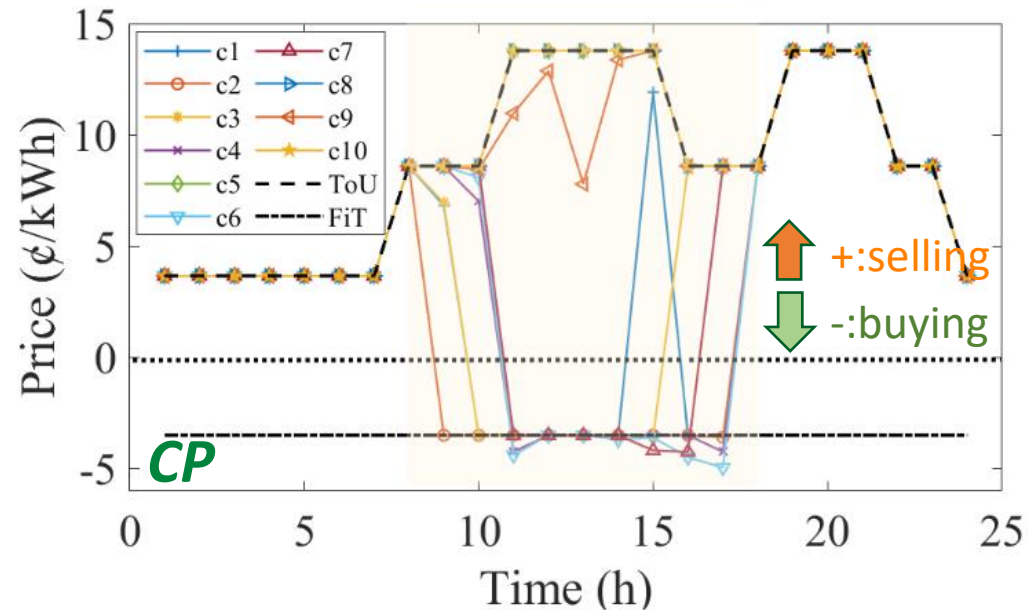 15
10
5
0
-5
Price (¢/kWh)
c1 c7
c2 c8
c3 c9
c4 c10
c5 ToU
c6 FiT
+:selling
-:buying
CP
0 5 10 15 20 25
Time (h)